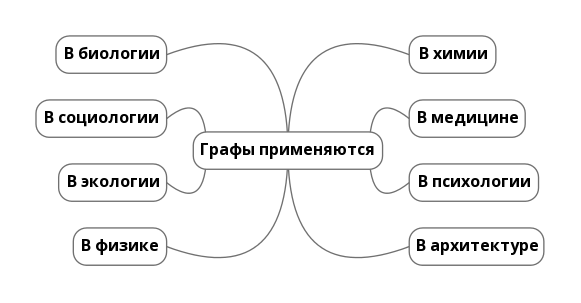 В биологии
В химии
В социологии
В медицине
Графы применяются
В экологии
В психологии
В физике
В архитектуре